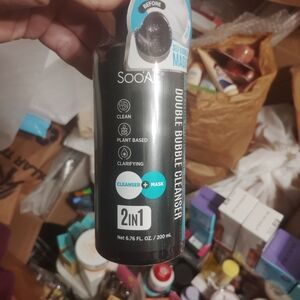 BEFORE
SooA
CLEAN
PLANT BASED
CLARIFYING
CLEANSER + MASK
2IN1
Net 6.76 FL. OZ. / 200 mL
DOUBLE BUBBLE CLEANSER